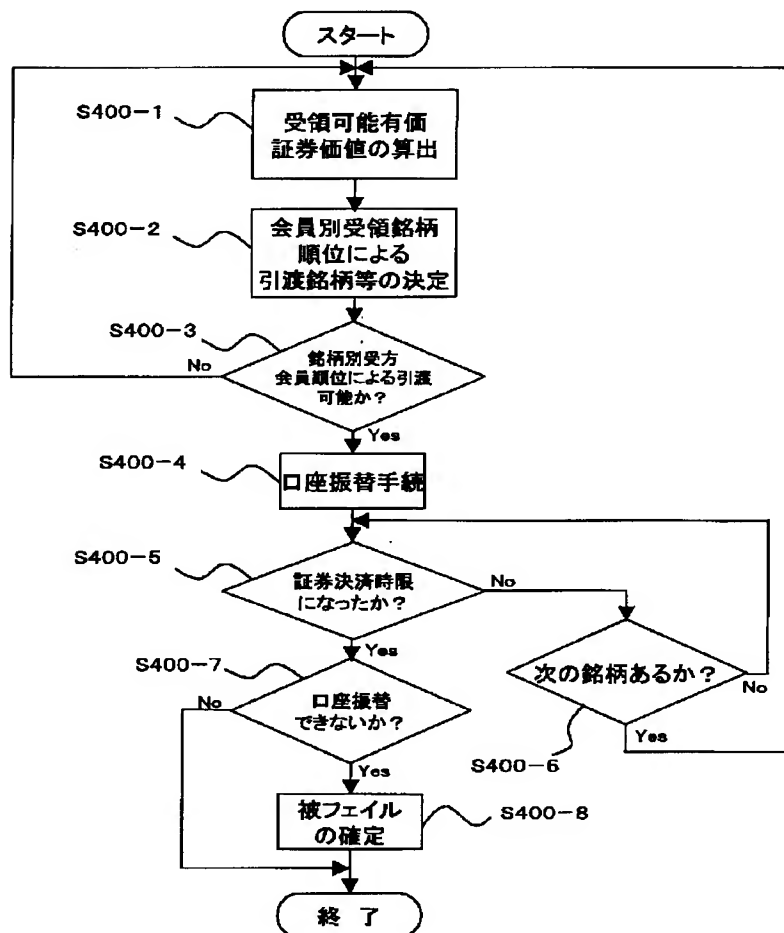 スタート
S400-1
受領可能有価
証券価値の算出
S400-2
会員別受領銘柄
順位による
引渡銘柄等の決定
S400-3
No
銘柄別受方
会員順位による引渡
可能か?
Yes
S400-4
口座振替手続
S400-5
証券決済時限
になったか?
No
Yes
S400-7
次の銘柄あるか?
No
No
口座振替
できないか?
Yes
S400-6
Yes
被フェイル
の確定
S400-8
終 了